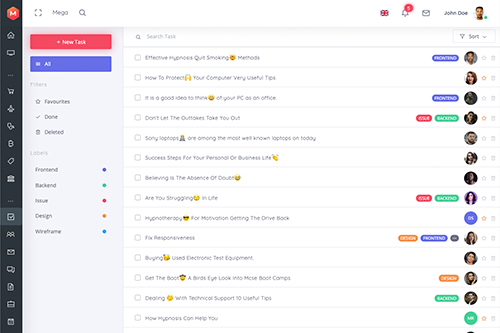 M
Mega
5
John Doe
+ New Task
Search Task
Sort
All
Filters
Favourites
Done
Deleted
Labels
Frontend
Backend
Issue
Design
Wireframe
Effective Hypnosis Quit Smoking😍 Methods
FRONTEND
How To Protect🙌 Your Computer Very Useful Tips
It is a good idea to think😅 of your PC as an office.
FRONTEND
Don't Let The Outtakes Take You Out
ISSUE BACKEND
Sony laptops are among the most well known laptops on today
Success Steps For Your Personal Or Business Life👏
Believing Is The Absence Of Doubt😅
Are You Struggling😔 In Life
ISSUE BACKEND
Hypnotherapy😎 For Motivation Getting The Drive Back
DS
Fix Responsiveness
DESIGN FRONTEND
Buying😘 Used Electronic Test Equipment.
Get The Boot🤠 A Birds Eye Look Into Mcse Boot Camps
DESIGN
Dealing 😔 With Technical Support 10 Useful Tips
BACKEND
How Hypnosis Can Help You
MR